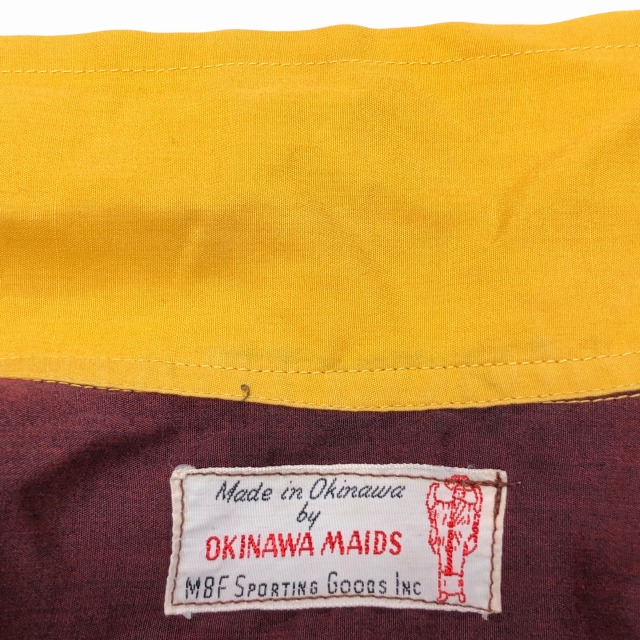 Made in Okinawa
by
OKINAWA MAIDS
MBF SPORTING GOODS INC